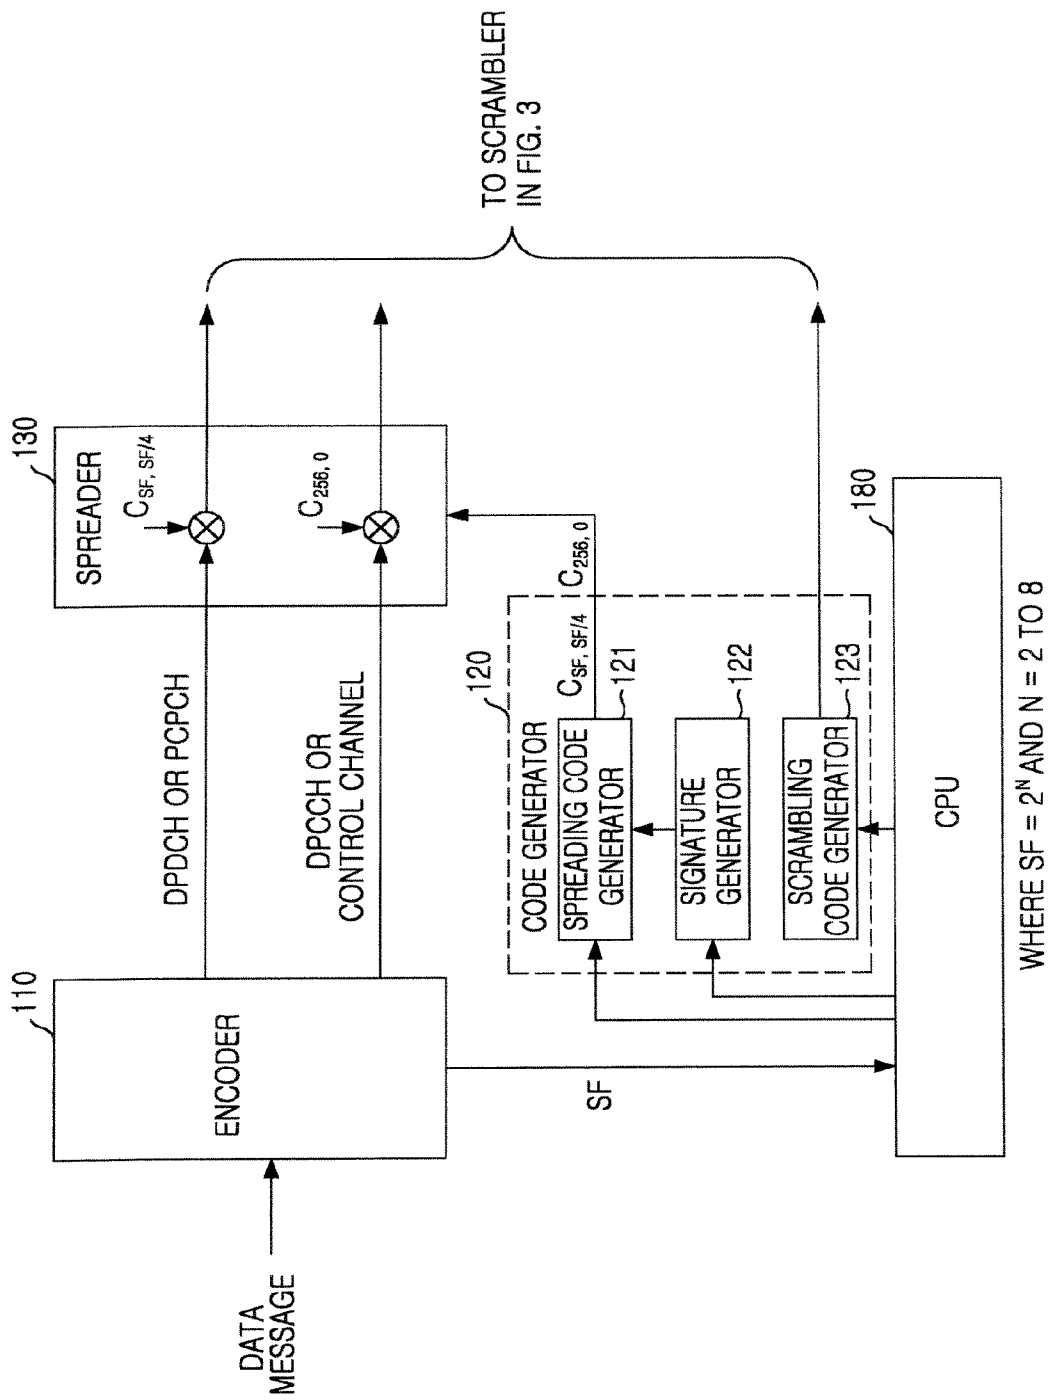 DATA
MESSAGE
110
ENCODER
DPDCH OR PCPCH
DPCCH OR
CONTROL CHANNEL
SF
130
SPREADER
C_SF, SF/4
C_256, 0
TO SCRAMBLER
IN FIG. 3
120
CODE GENERATOR
C_SF, SF/4 C_256, 0
SPREADING CODE
GENERATOR
121
SIGNATURE
GENERATOR
122
SCRAMBLING
CODE GENERATOR
123
180
CPU
WHERE SF = 2^N AND N = 2 TO 8